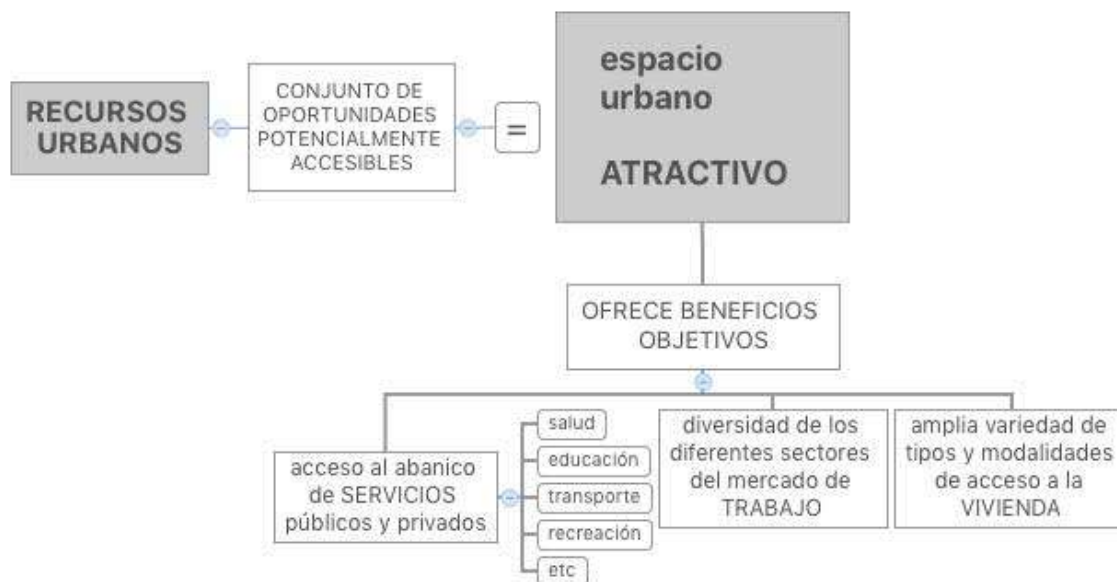 RECURSOS
URBANOS
CONJUNTO DE
OPORTUNIDADES
POTENCIALMENTE
ACCESIBLES
=
espacio
urbano
ATRACTIVO
OFRECE BENEFICIOS
OBJETIVOS
acceso al abanico
de SERVICIOS
públicos y privados
salud
educación
transporte
recreación
etc
diversidad de los
diferentes sectores
del mercado de
TRABAJO
amplia variedad de
tipos y modalidades
de acceso a la
VIVIENDA